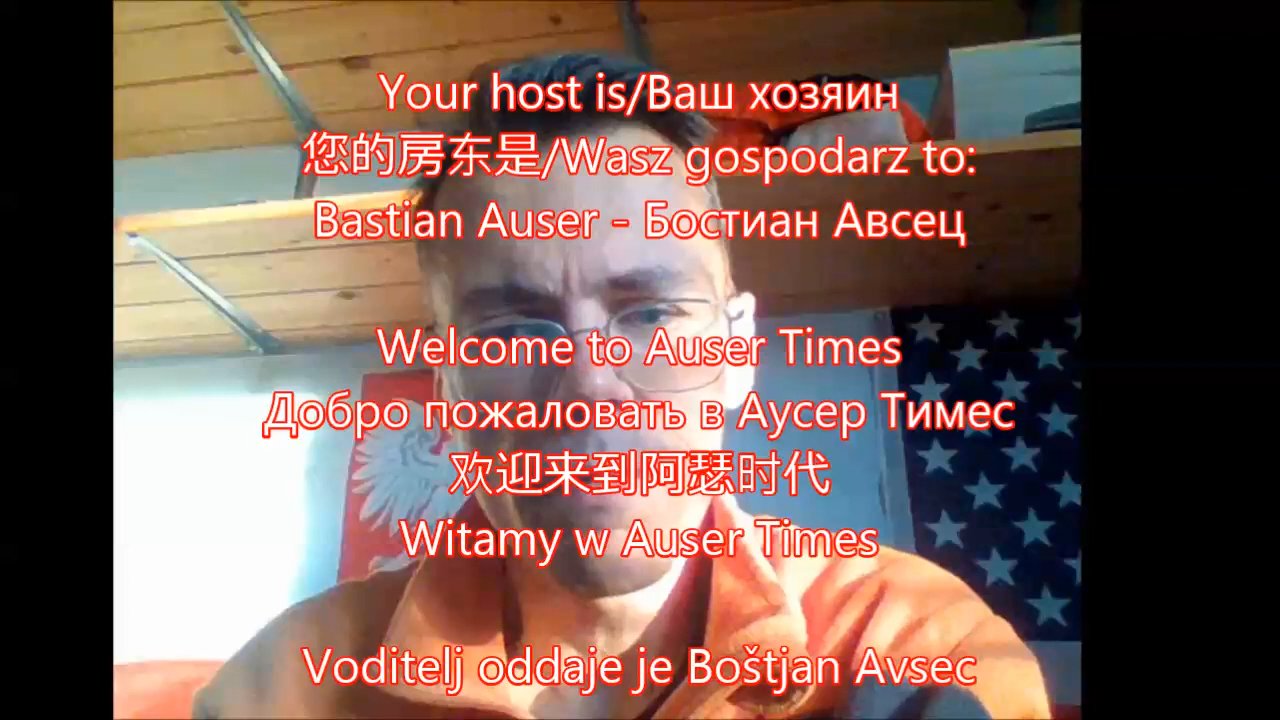 Your host is/Ваш хозяин
您的房东是/Wasz gospodarz to:
Bastian Auser - Бостиан Авсец
Welcome to Auser Times
Добро пожаловать в Аусер Тимес
欢迎来到阿瑟时代
Witamy w Auser Times
Voditelj oddaje je Boštjan Avsec